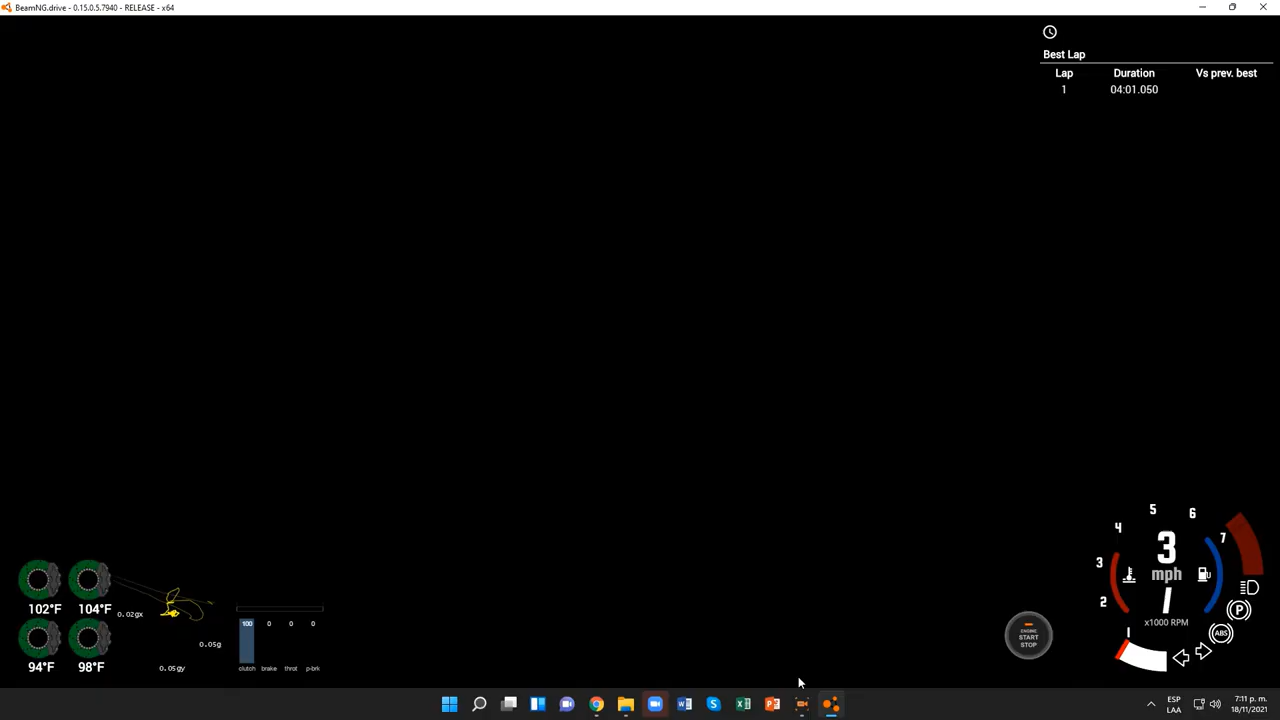 BeamNG.drive - 0.15.0.5.7940 - RELEASE - x64
Best Lap
Lap Duration Vs prev. best
1 04:01.050
5 6
4 7
3 3
mph
2
x1000 RPM
1
ENGINE
START
STOP
ABS
P
102°F 104°F
0.02gx
94°F 98°F
0.05g
0.05gy
100 0 0 0
clutch brake throt p-brk
W S X P
ESP
LAA
7:11 p. m.
18/11/2021